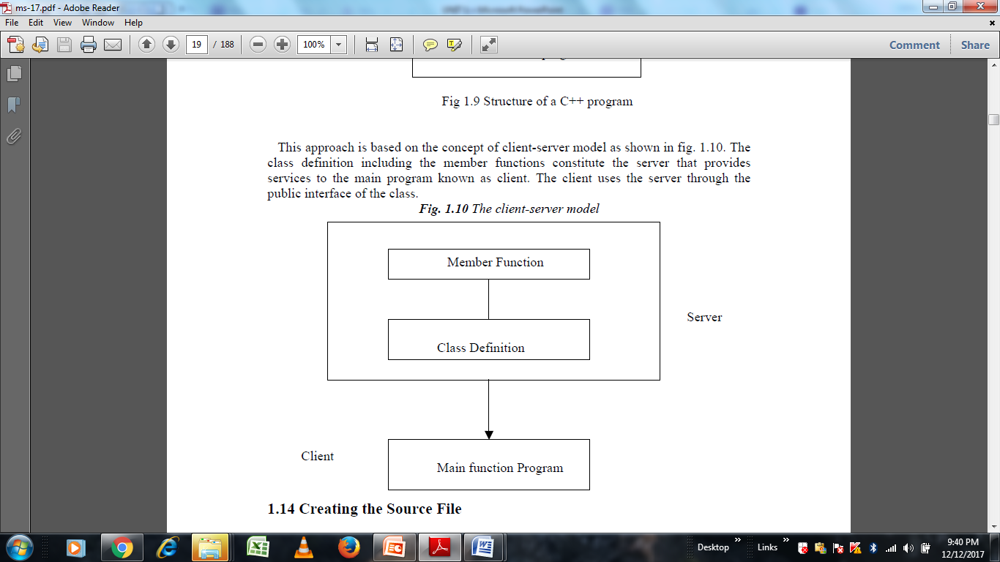 ms-17.pdf - Adobe Reader
File Edit View Window Help
19 / 188 100% Comment Share
Fig 1.9 Structure of a C++ program
This approach is based on the concept of client-server model as shown in fig. 1.10. The
class definition including the member functions constitute the server that provides
services to the main program known as client. The client uses the server through the
public interface of the class.
Fig. 1.10 The client-server model
Member Function
Server
Class Definition
Client
Main function Program
1.14 Creating the Source File
Desktop » Links »
9:40 PM
12/12/2017